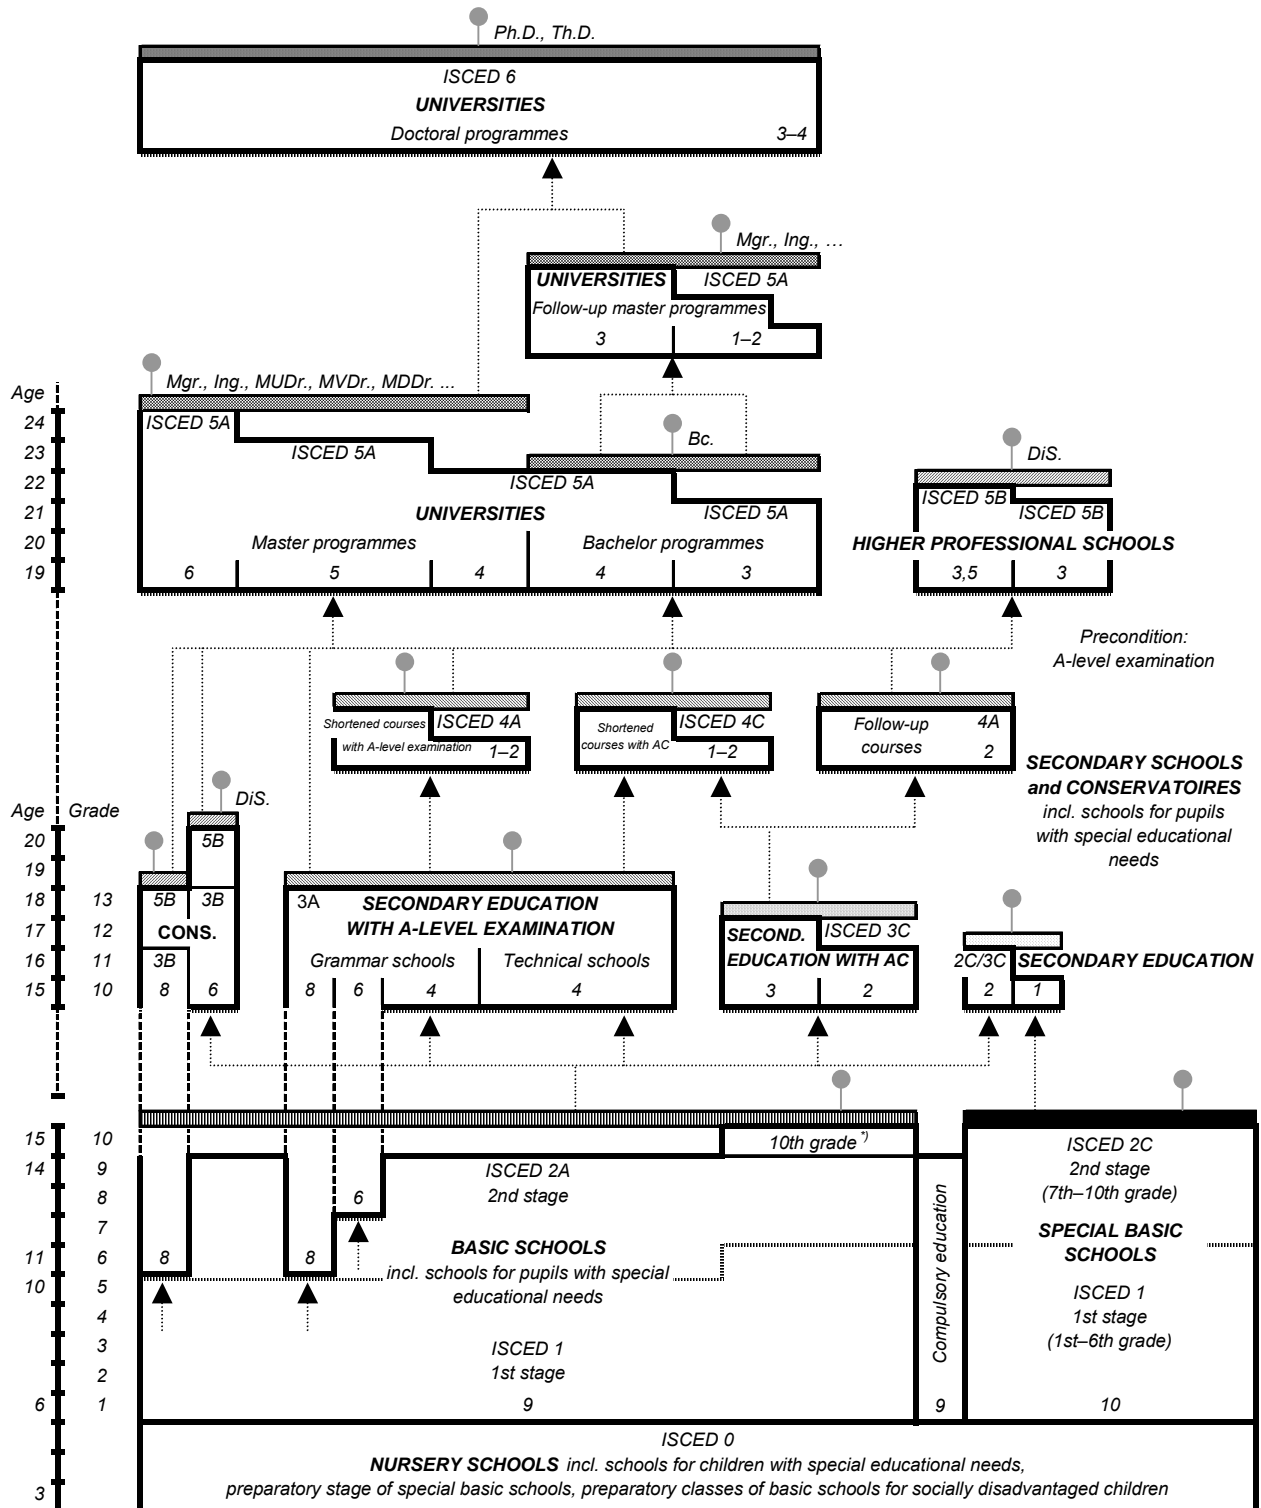 Ph.D., Th.D.
ISCED 6
UNIVERSITIES
Doctoral programmes 3–4
Mgr., Ing., …
UNIVERSITIES ISCED 5A
Follow-up master programmes
3 1–2
Mgr., Ing., MUDr., MVDr., MDDr. ...
Age
24 ISCED 5A
23 ISCED 5A Bc.
22 ISCED 5A DiS.
21 UNIVERSITIES ISCED 5A ISCED 5B ISCED 5B
20 Master programmes Bachelor programmes HIGHER PROFESSIONAL SCHOOLS
19 6 5 4 4 3 3,5 3
Precondition:
A-level examination
Shortened courses ISCED 4A
with A-level examination 1–2
Shortened ISCED 4C
courses with AC 1–2
Follow-up 4A
courses 2
SECONDARY SCHOOLS
and CONSERVATOIRES
incl. schools for pupils
with special educational
needs
Age Grade DiS.
20 5B
19
18 13 5B 3B 3A SECONDARY EDUCATION
17 12 CONS. WITH A-LEVEL EXAMINATION SECOND. ISCED 3C
16 11 3B Grammar schools Technical schools EDUCATION WITH AC 2C/3C SECONDARY EDUCATION
15 10 8 6 8 6 4 4 3 2 2 1
15 10 10th grade *) ISCED 2C
14 9 ISCED 2A 2nd stage
8 6 2nd stage (7th–10th grade)
7 SPECIAL BASIC
11 6 8 8 BASIC SCHOOLS SCHOOLS
10 5 incl. schools for pupils with special
educational needs ISCED 1
4 1st stage
3 ISCED 1 (1st–6th grade)
2 1st stage
Compulsory education
6 1 9 9 10
ISCED 0
NURSERY SCHOOLS incl. schools for children with special educational needs,
3 preparatory stage of special basic schools, preparatory classes of basic schools for socially disadvantaged children